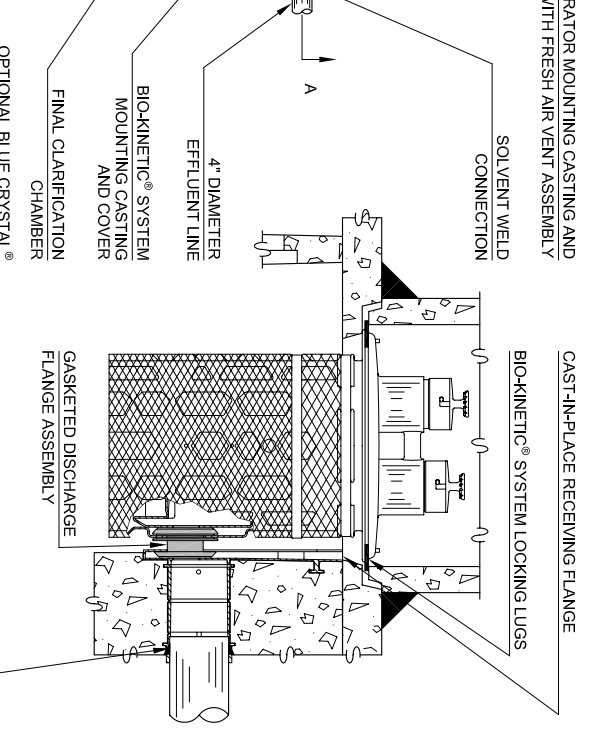 RATOR MOUNTING CASTING AND
WITH FRESH AIR VENT ASSEMBLY
SOLVENT WELD
CONNECTION
A
4" DIAMETER
EFFLUENT LINE
BIO-KINETIC® SYSTEM
MOUNTING CASTING
AND COVER
FINAL CLARIFICATION
CHAMBER
OPTIONAL BLUE CRYSTAL®
CAST-IN-PLACE RECEIVING FLANGE
BIO-KINETIC® SYSTEM LOCKING LUGS
GASKETED DISCHARGE
FLANGE ASSEMBLY